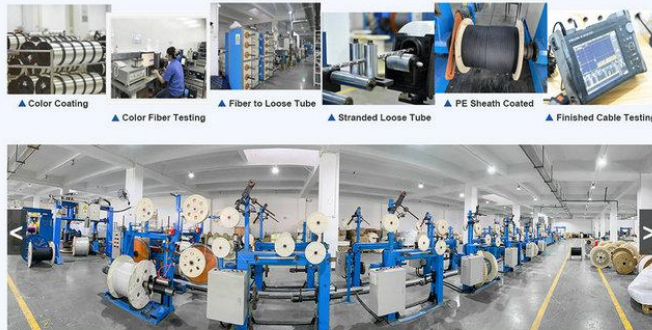 ▲ Color Coating
▲ Color Fiber Testing
▲ Fiber to Loose Tube
▲ Stranded Loose Tube
▲ PE Sheath Coated
▲ Finished Cable Testing
< >